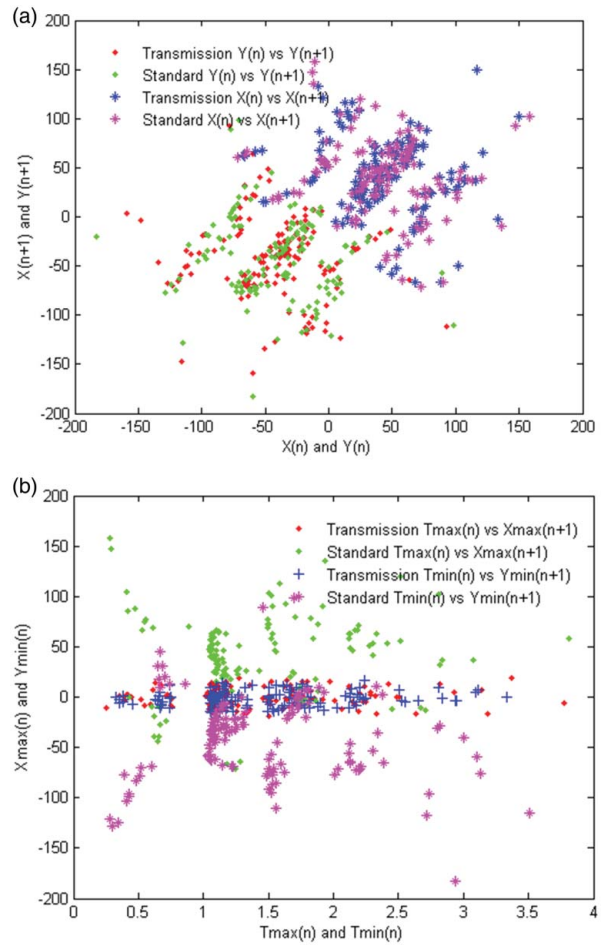 (a)
200
150
100
50
0
-50
-100
-150
-200
X(n+1) and Y(n+1)
Transmission Y(n) vs Y(n+1)
Standard Y(n) vs Y(n+1)
Transmission X(n) vs X(n+1)
Standard X(n) vs X(n+1)
-200 -150 -100 -50 0 50 100 150 200
X(n) and Y(n)
(b)
200
150
100
50
0
-50
-100
-150
-200
Xmax(n) and Ymin(n)
Transmission Tmax(n) vs Xmax(n+1)
Standard Tmax(n) vs Xmax(n+1)
Transmission Tmin(n) vs Ymin(n+1)
Standard Tmin(n) vs Ymin(n+1)
0 0.5 1 1.5 2 2.5 3 3.5 4
Tmax(n) and Tmin(n)